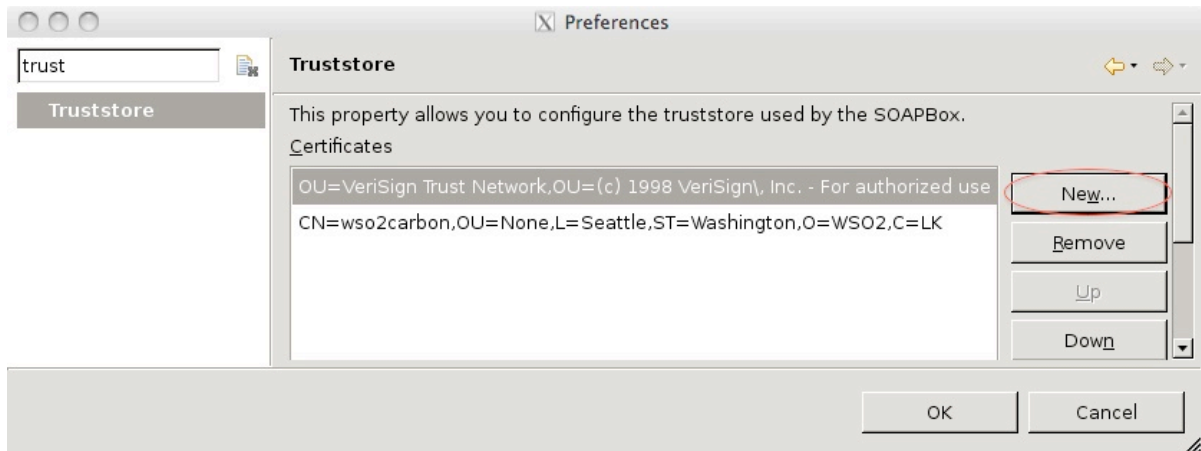 Preferences
trust
Truststore
Truststore
This property allows you to configure the truststore used by the SOAPBox.
Certificates
OU=VeriSign Trust Network,OU=(c) 1998 VeriSign\, Inc. - For authorized use
CN=wso2carbon,OU=None,L=Seattle,ST=Washington,O=WSO2,C=LK
New...
Remove
Up
Down
OK
Cancel